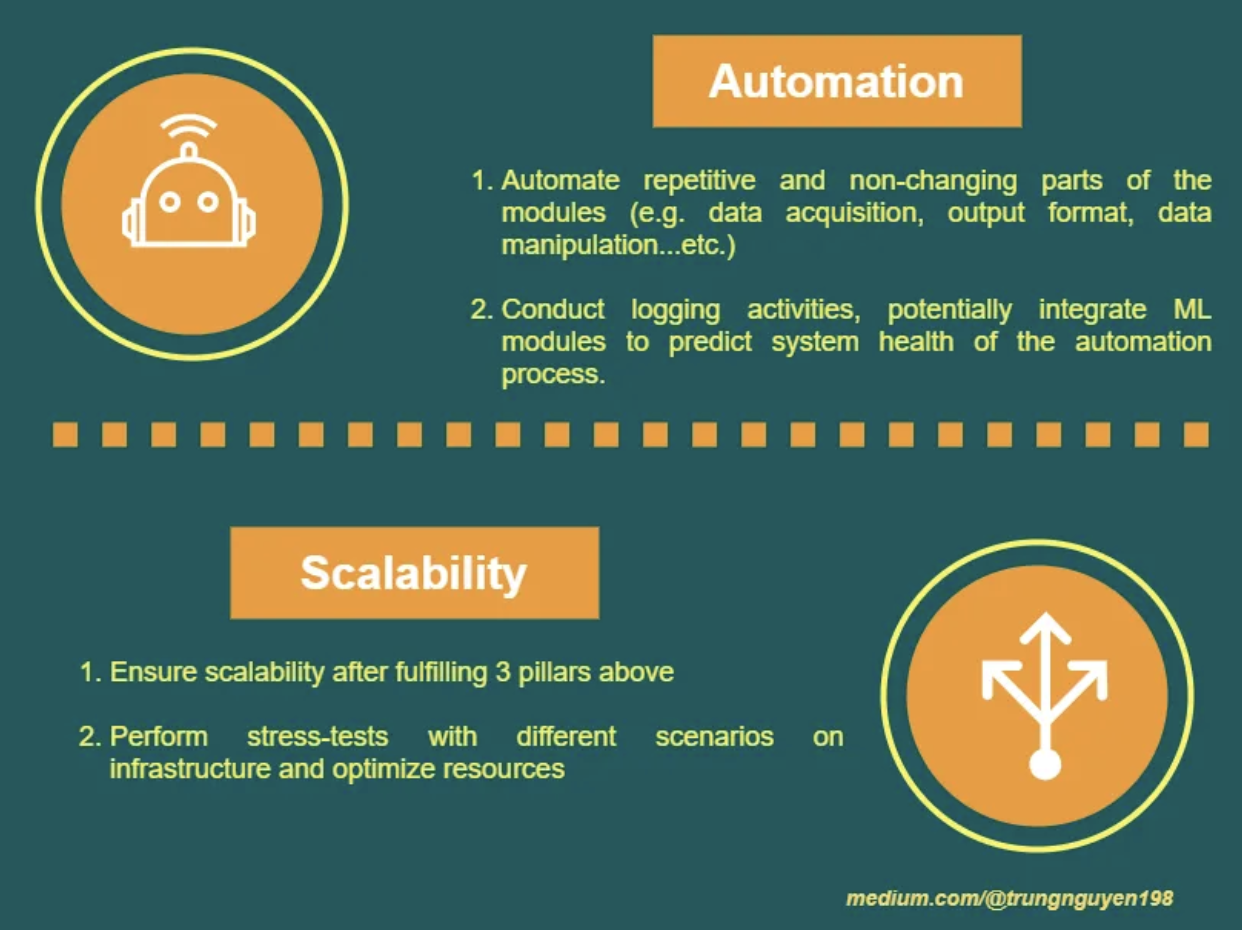 Automation
1. Automate repetitive and non-changing parts of the
modules (e.g. data acquisition, output format, data
manipulation...etc.)
2. Conduct logging activities, potentially integrate ML
modules to predict system health of the automation
process.
Scalability
1. Ensure scalability after fulfilling 3 pillars above
2. Perform stress-tests with different scenarios on
infrastructure and optimize resources
medium.com/@trungnguyen198